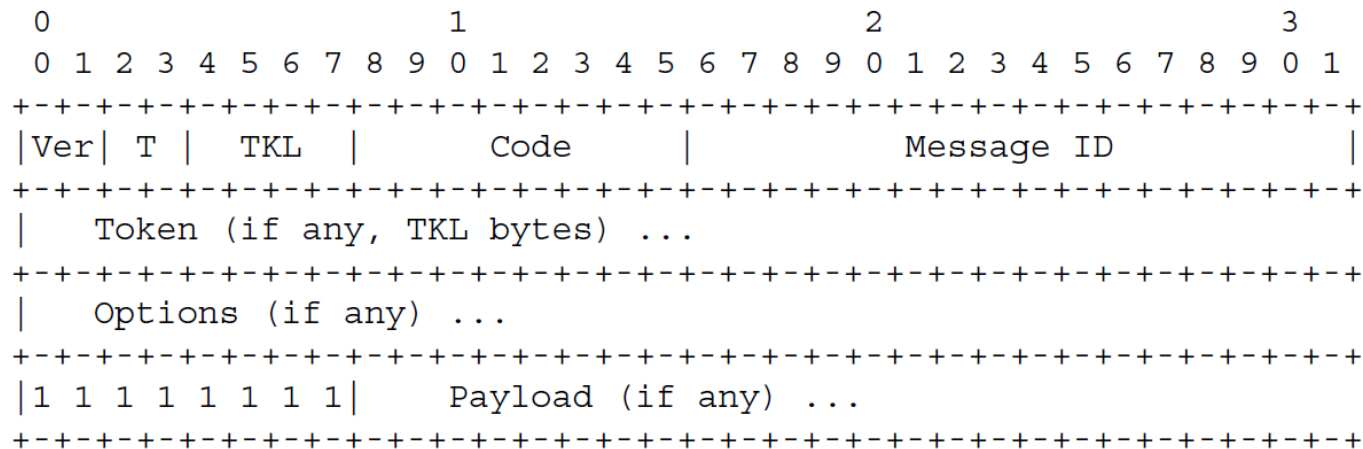 0                   1                   2                   3
 0 1 2 3 4 5 6 7 8 9 0 1 2 3 4 5 6 7 8 9 0 1 2 3 4 5 6 7 8 9 0 1
+-+-+-+-+-+-+-+-+-+-+-+-+-+-+-+-+-+-+-+-+-+-+-+-+-+-+-+-+-+-+-+-+
|Ver| T |  TKL  |      Code     |          Message ID           |
+-+-+-+-+-+-+-+-+-+-+-+-+-+-+-+-+-+-+-+-+-+-+-+-+-+-+-+-+-+-+-+-+
|   Token (if any, TKL bytes) ...
+-+-+-+-+-+-+-+-+-+-+-+-+-+-+-+-+-+-+-+-+-+-+-+-+-+-+-+-+-+-+-+-+
|   Options (if any) ...
+-+-+-+-+-+-+-+-+-+-+-+-+-+-+-+-+-+-+-+-+-+-+-+-+-+-+-+-+-+-+-+-+
|1 1 1 1 1 1 1 1|    Payload (if any) ...
+-+-+-+-+-+-+-+-+-+-+-+-+-+-+-+-+-+-+-+-+-+-+-+-+-+-+-+-+-+-+-+-+